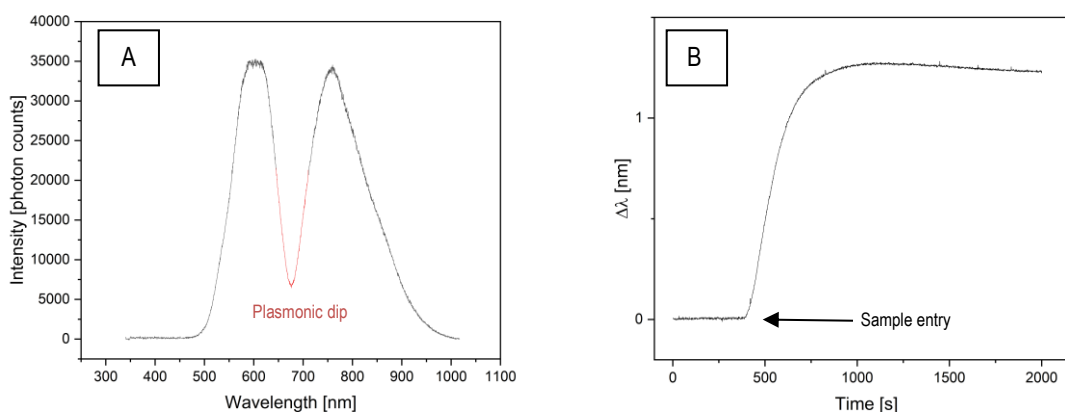 A
40000
35000
30000
25000
20000
15000
10000
5000
0
Intensity [photon counts]
Plasmonic dip
300 400 500 600 700 800 900 1000 1100
Wavelength [nm]
B
1
0
Δλ [nm]
Sample entry
0 500 1000 1500 2000
Time [s]